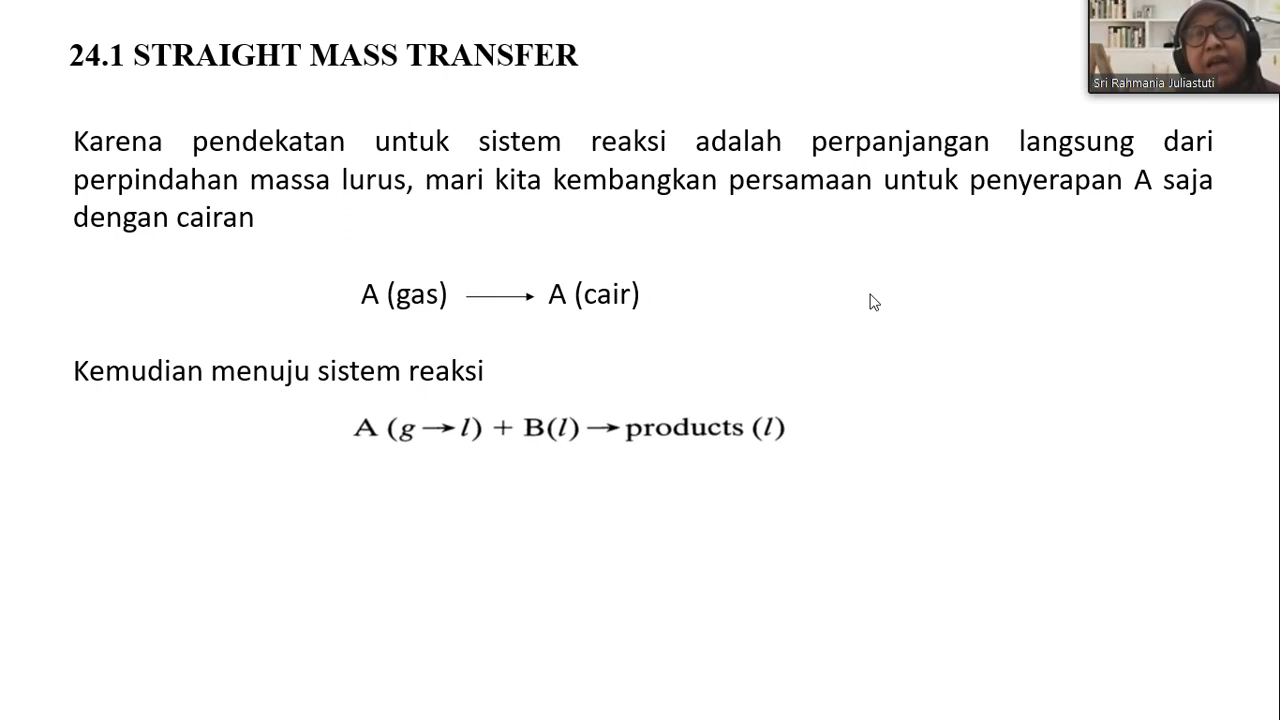 24.1 STRAIGHT MASS TRANSFER
Sri Rahmania Juliastuti
Karena pendekatan untuk sistem reaksi adalah perpanjangan langsung dari
perpindahan massa lurus, mari kita kembangkan persamaan untuk penyerapan A saja
dengan cairan
A (gas) → A (cair)
Kemudian menuju sistem reaksi
A (g → l) + B(l) → products (l)